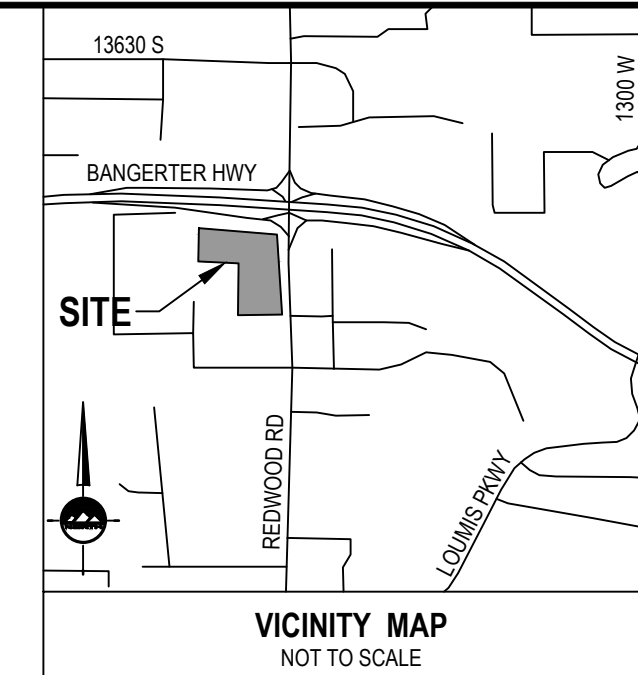 13630 S
1300 W
BANGERTER HWY
SITE
REDWOOD RD
LOUMIS PKWY
VICINITY MAP
NOT TO SCALE